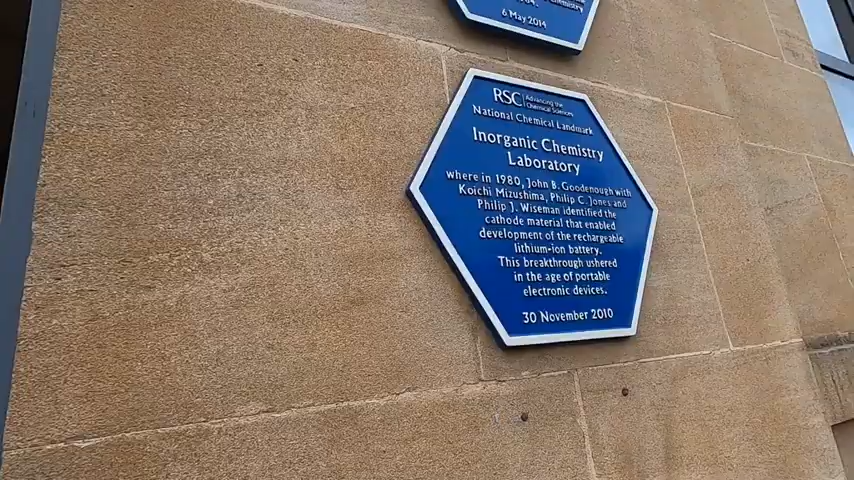 6 May 2014
RSC Advancing the
Chemical Sciences
National Chemical Landmark
Inorganic Chemistry
Laboratory
where in 1980, John B. Goodenough with
Koichi Mizushima, Philip C. Jones and
Philip J. Wiseman identified the
cathode material that enabled
development of the rechargeable
lithium-ion battery.
This breakthrough ushered
in the age of portable
electronic devices.
30 November 2010